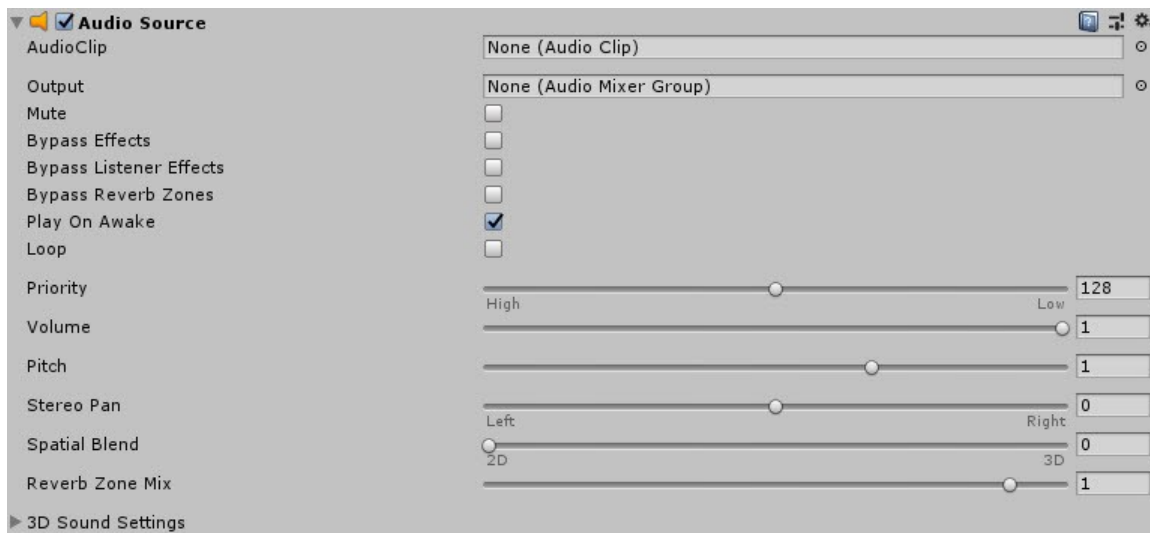 Audio Source
AudioClip None (Audio Clip)
Output None (Audio Mixer Group)
Mute
Bypass Effects
Bypass Listener Effects
Bypass Reverb Zones
Play On Awake
Loop
Priority 128
High Low
Volume 1
Pitch 1
Stereo Pan 0
Left Right
Spatial Blend 0
2D 3D
Reverb Zone Mix 1
3D Sound Settings